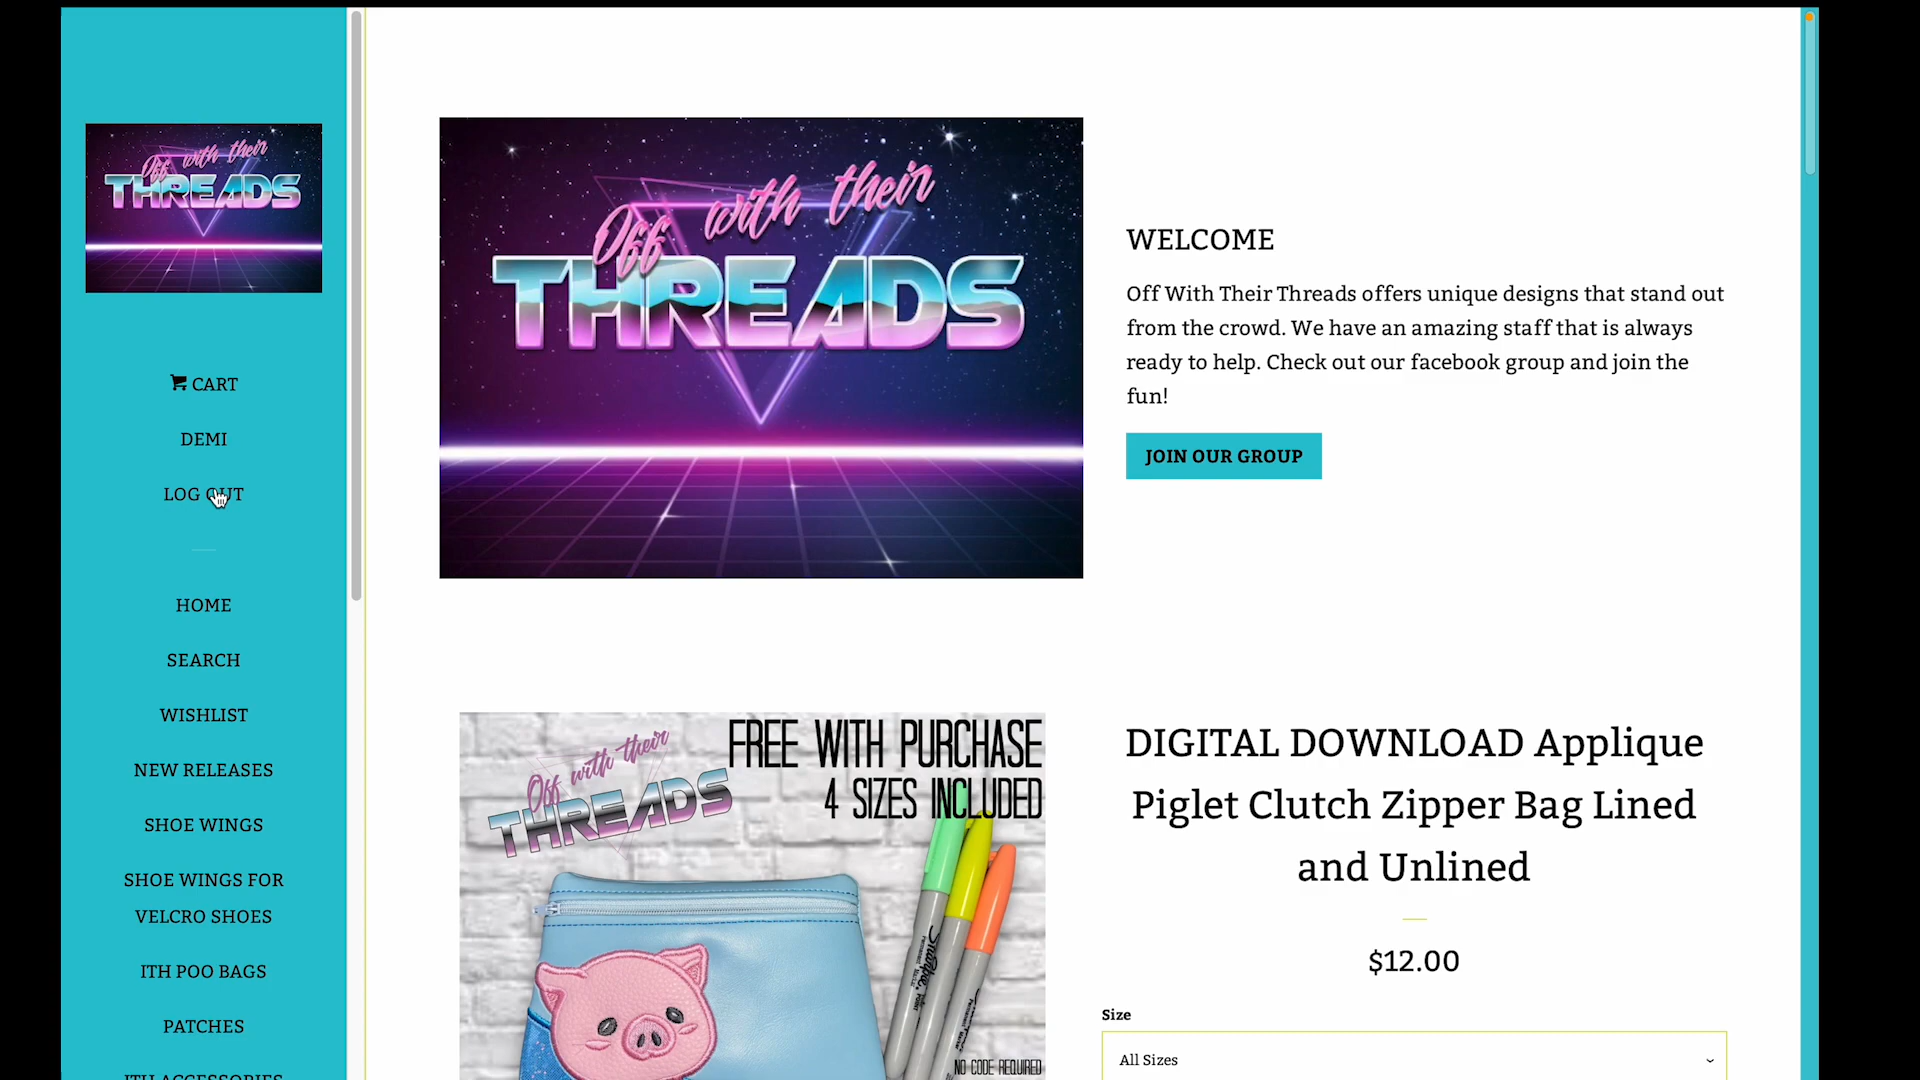 Off with their
THREADS
CART
DEMI
LOG OUT
HOME
SEARCH
WISHLIST
NEW RELEASES
SHOE WINGS
SHOE WINGS FOR
VELCRO SHOES
ITH POO BAGS
PATCHES
ITH ACCESSORIES
Off with their
THREADS
WELCOME
Off With Their Threads offers unique designs that stand out
from the crowd. We have an amazing staff that is always
ready to help. Check out our facebook group and join the
fun!
JOIN OUR GROUP
Off with their
THREADS
FREE WITH PURCHASE
4 SIZES INCLUDED
Sharpie
NO CODE REQUIRED
DIGITAL DOWNLOAD Applique
Piglet Clutch Zipper Bag Lined
and Unlined
$12.00
Size
All Sizes